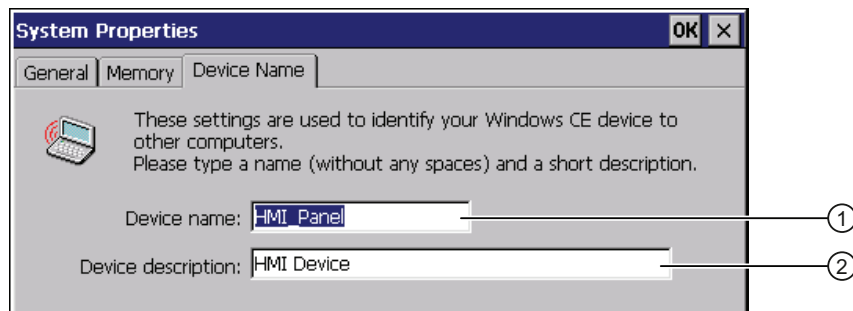 System Properties OK ×
General Memory Device Name
These settings are used to identify your Windows CE device to
other computers.
Please type a name (without any spaces) and a short description.
Device name: HMI_Panel 1
Device description: HMI Device 2